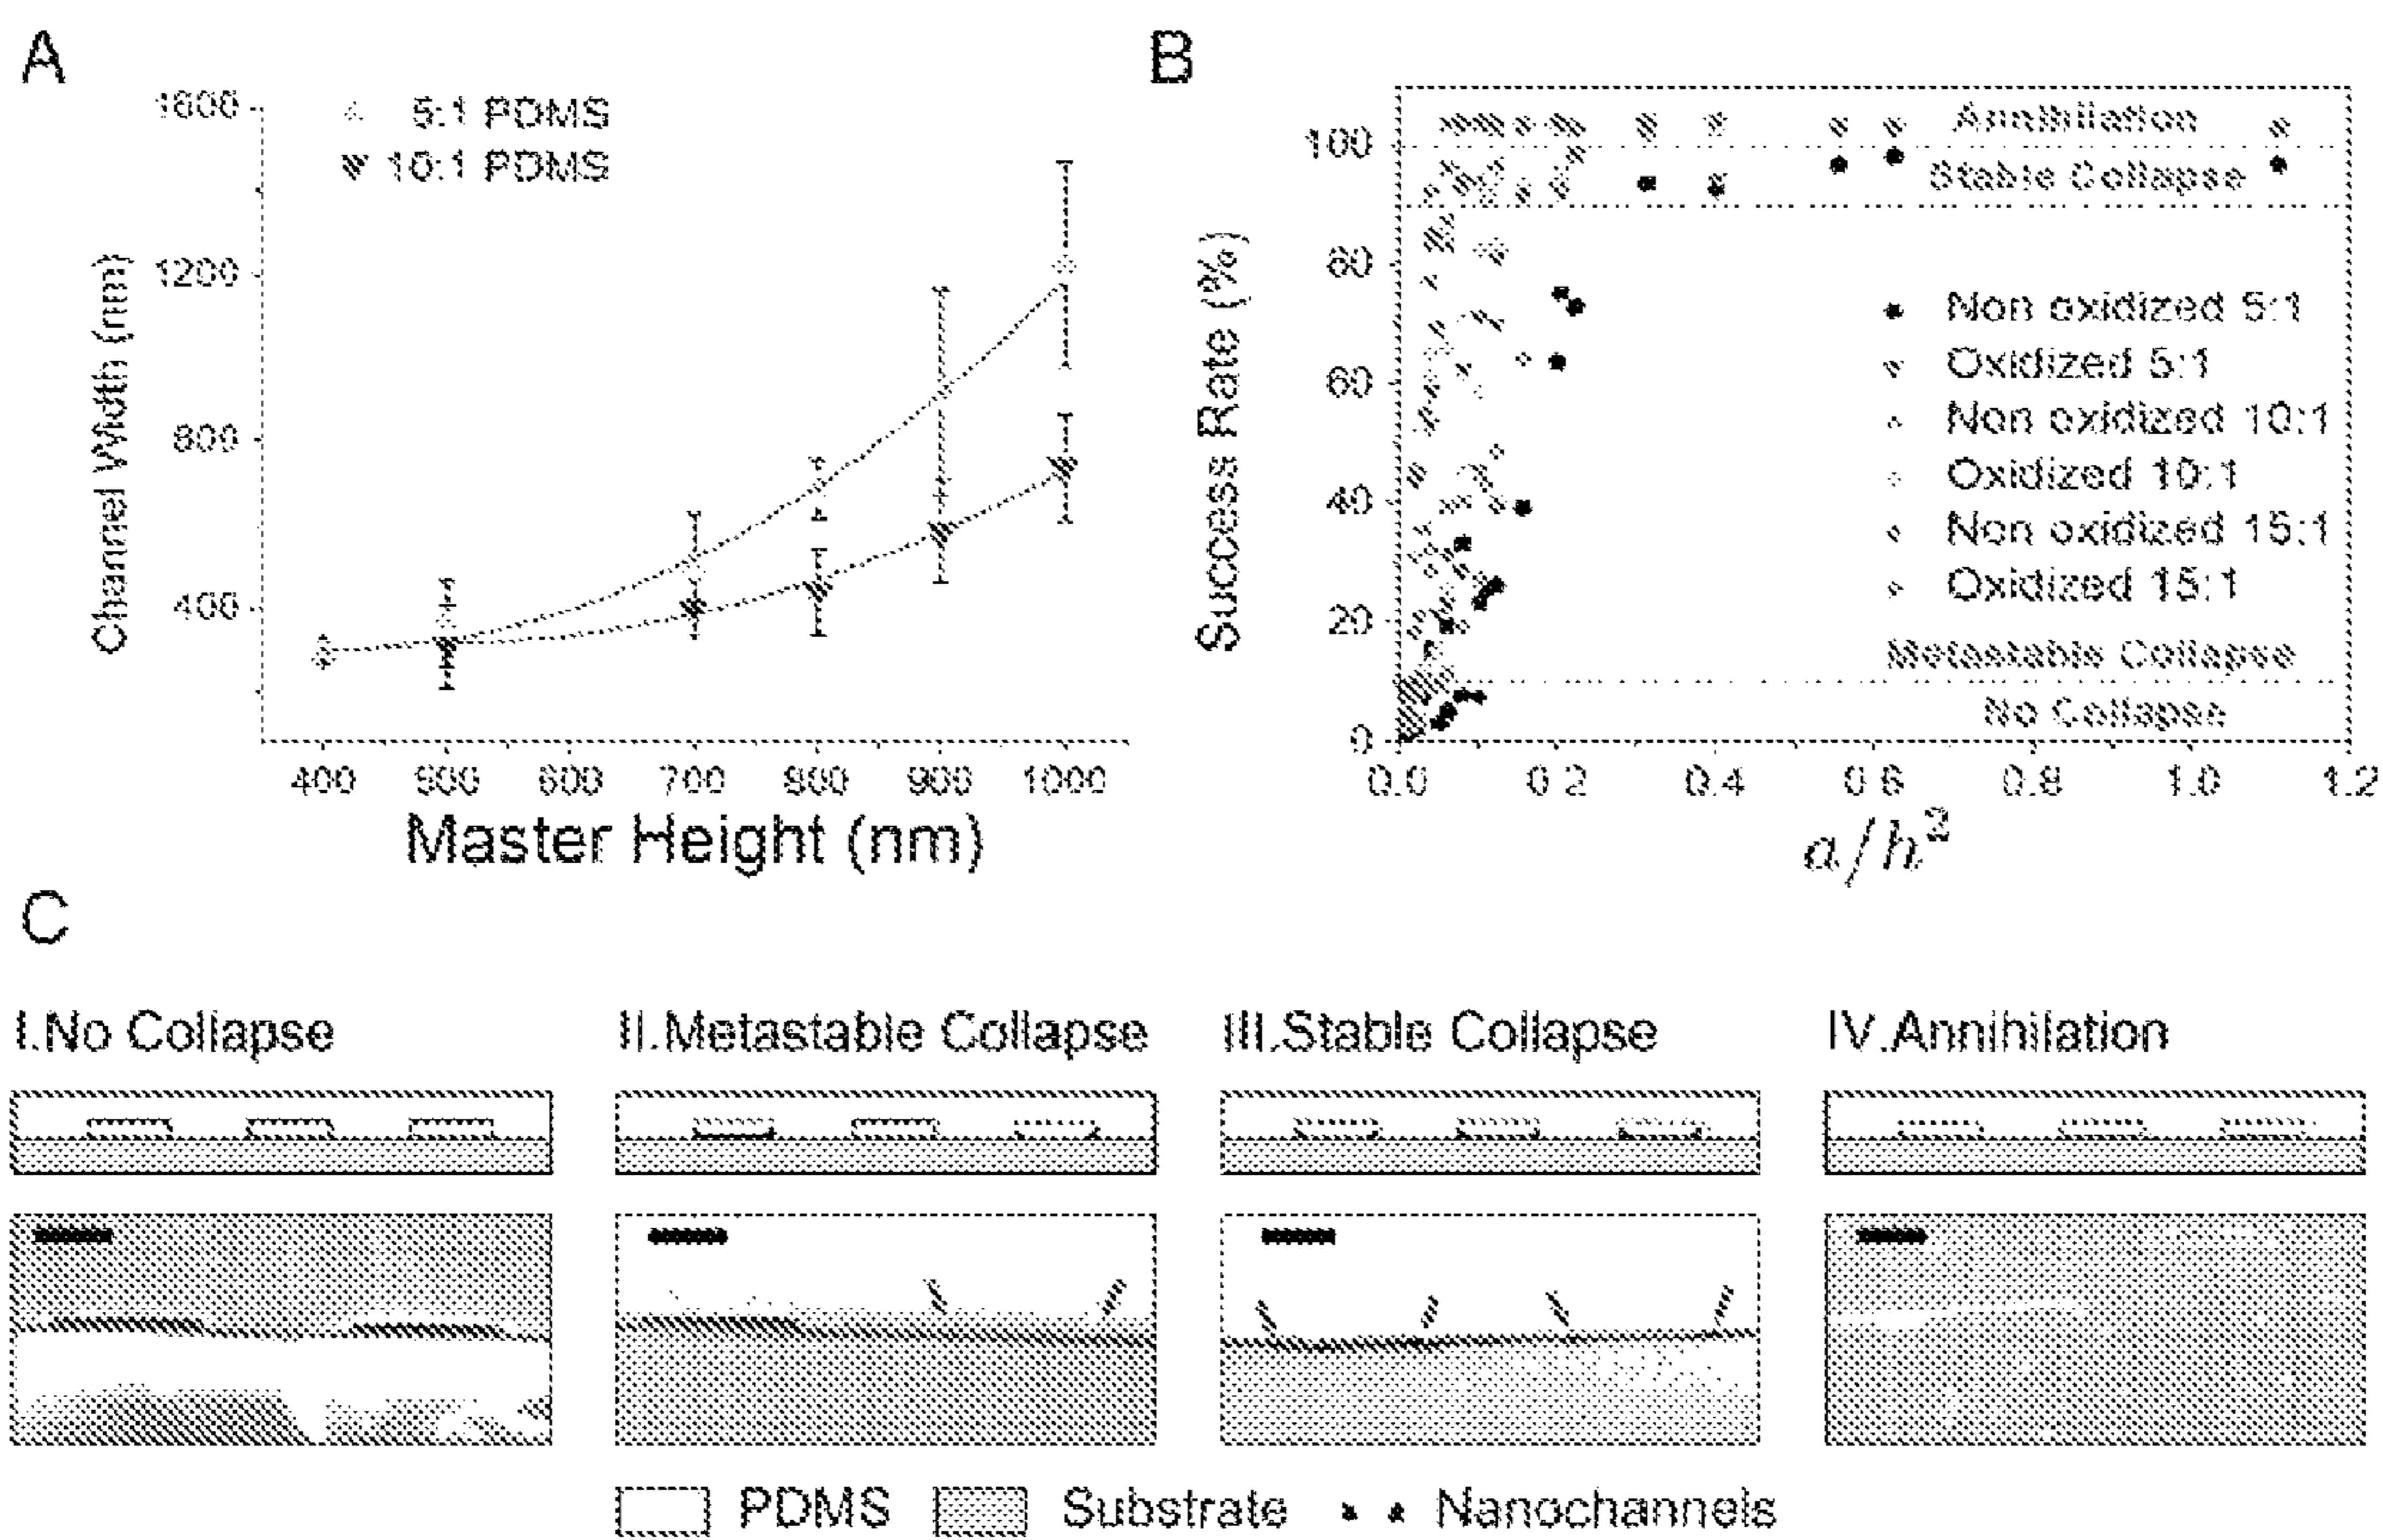 A
1600
1200
800
400
Channel Width (nm)
5:1 PDMS
10:1 PDMS
400 500 600 700 800 900 1000
Master Height (nm)
B
100
80
60
40
20
0
Success Rate (%)
Annihilation
Stable Collapse
Non oxidized 5:1
Oxidized 5:1
Non oxidized 10:1
Oxidized 10:1
Non oxidized 15:1
Oxidized 15:1
Metastable Collapse
No Collapse
0.0 0.2 0.4 0.6 0.8 1.0 1.2
a/h²
C
I.No Collapse
II.Metastable Collapse
III.Stable Collapse
IV.Annihilation
PDMS Substrate Nanochannels